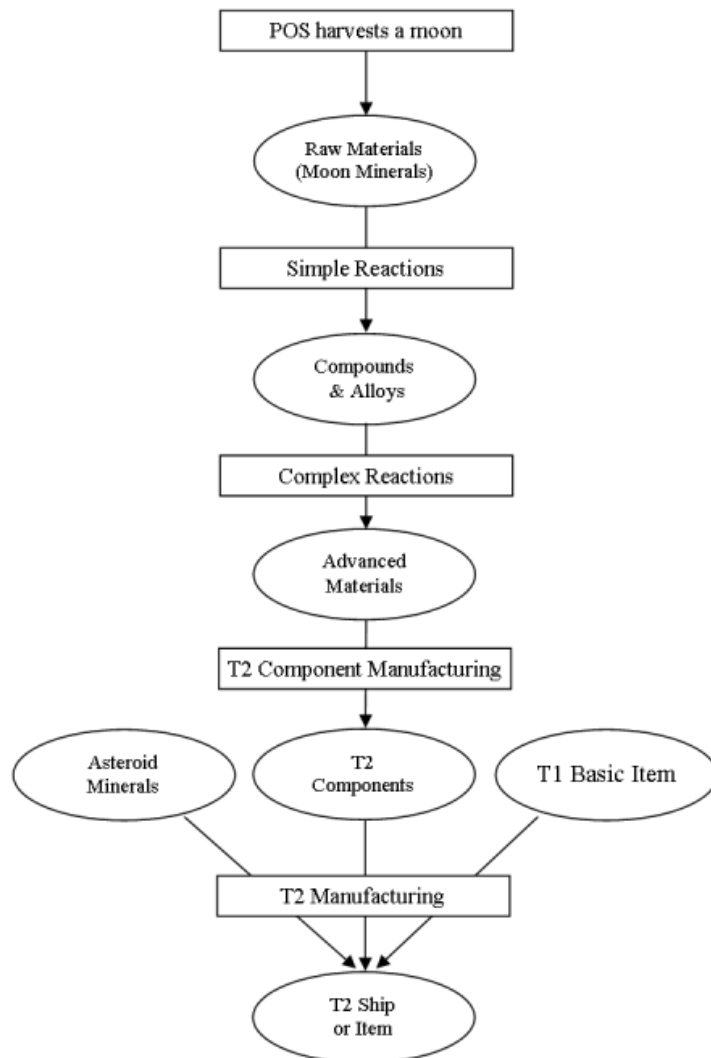 POS harvests a moon
Raw Materials
(Moon Minerals)
Simple Reactions
Compounds
& Alloys
Complex Reactions
Advanced
Materials
T2 Component Manufacturing
Asteroid
Minerals
T2
Components
T1 Basic Item
T2 Manufacturing
T2 Ship
or Item